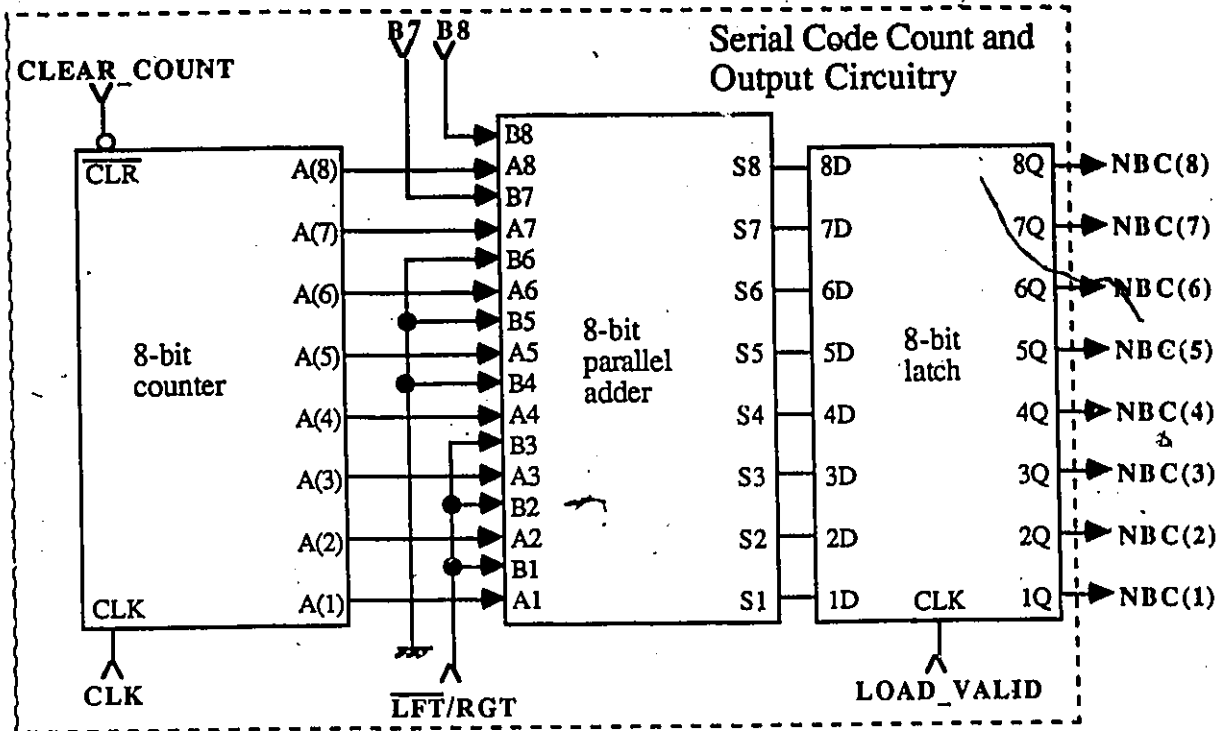 B7 B8
Serial Code Count and
Output Circuitry
CLEAR_COUNT
CLR
A(8)
A(7)
A(6)
A(5)
A(4)
A(3)
A(2)
A(1)
8-bit
counter
CLK
CLK
B8
A8
B7
A7
B6
A6
B5
A5
B4
A4
B3
A3
B2
A2
B1
A1
8-bit
parallel
adder
S8
S7
S6
S5
S4
S3
S2
S1
LFT/RGT
8D
7D
6D
5D
4D
3D
2D
1D
8-bit
latch
CLK
8Q
7Q
6Q
5Q
4Q
3Q
2Q
1Q
LOAD_VALID
NBC(8)
NBC(7)
NBC(6)
NBC(5)
NBC(4)
NBC(3)
NBC(2)
NBC(1)